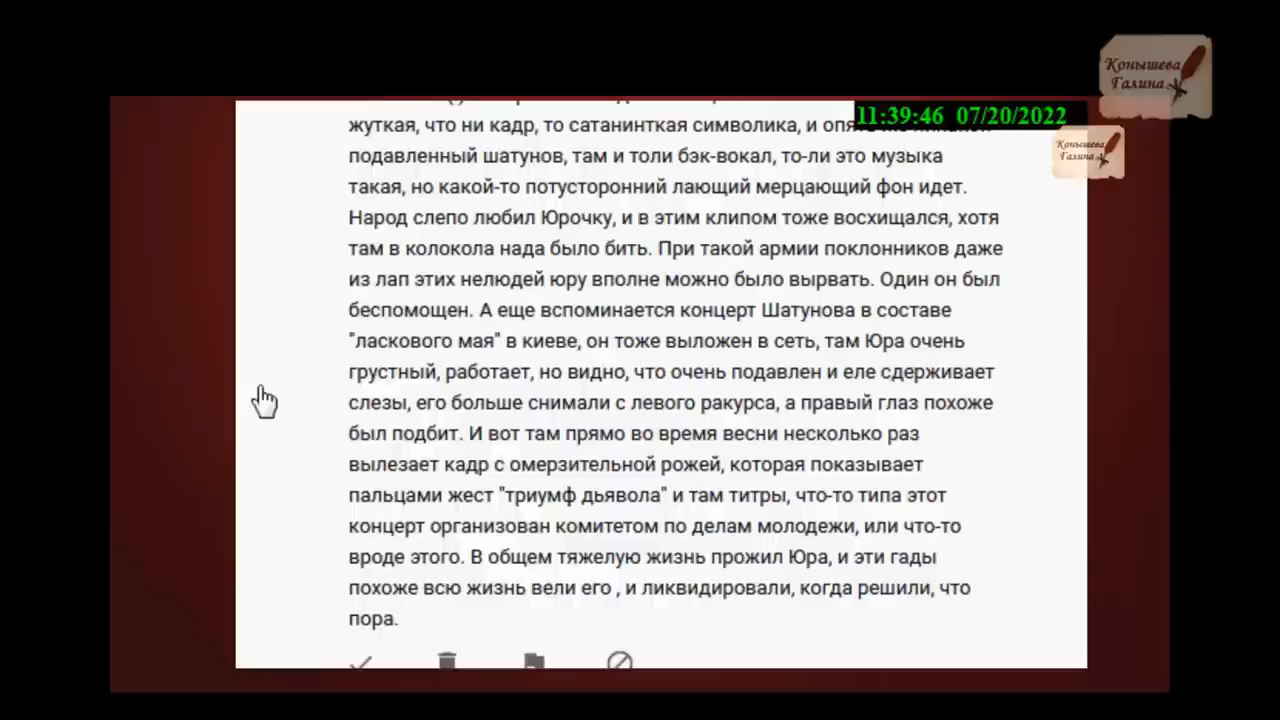 Конышева
Галина
11:39:46 07/20/2022
жуткая, что ни кадр, то сатанинткая символика, и
Конышева
Галина
подавленный шатунов, там и толи бэк-вокал, то-ли это музыка
такая, но какой-то потусторонний лающий мерцающий фон идет.
Народ слепо любил Юрочку, и в этим клипом тоже восхищался, хотя
там в колокола нада было бить. При такой армии поклонников даже
из лап этих нелюдей юру вполне можно было вырвать. Один он был
беспомощен. А еще вспоминается концерт Шатунова в составе
"ласкового мая" в киеве, он тоже выложен в сеть, там Юра очень
грустный, работает, но видно, что очень подавлен и еле сдерживает
слезы, его больше снимали с левого ракурса, а правый глаз похоже
был подбит. И вот там прямо во время весни несколько раз
вылезает кадр с омерзительной рожей, которая показывает
пальцами жест "триумф дьявола" и там титры, что-то типа этот
концерт организован комитетом по делам молодежи, или что-то
вроде этого. В общем тяжелую жизнь прожил Юра, и эти гады
похоже всю жизнь вели его , и ликвидировали, когда решили, что
пора.